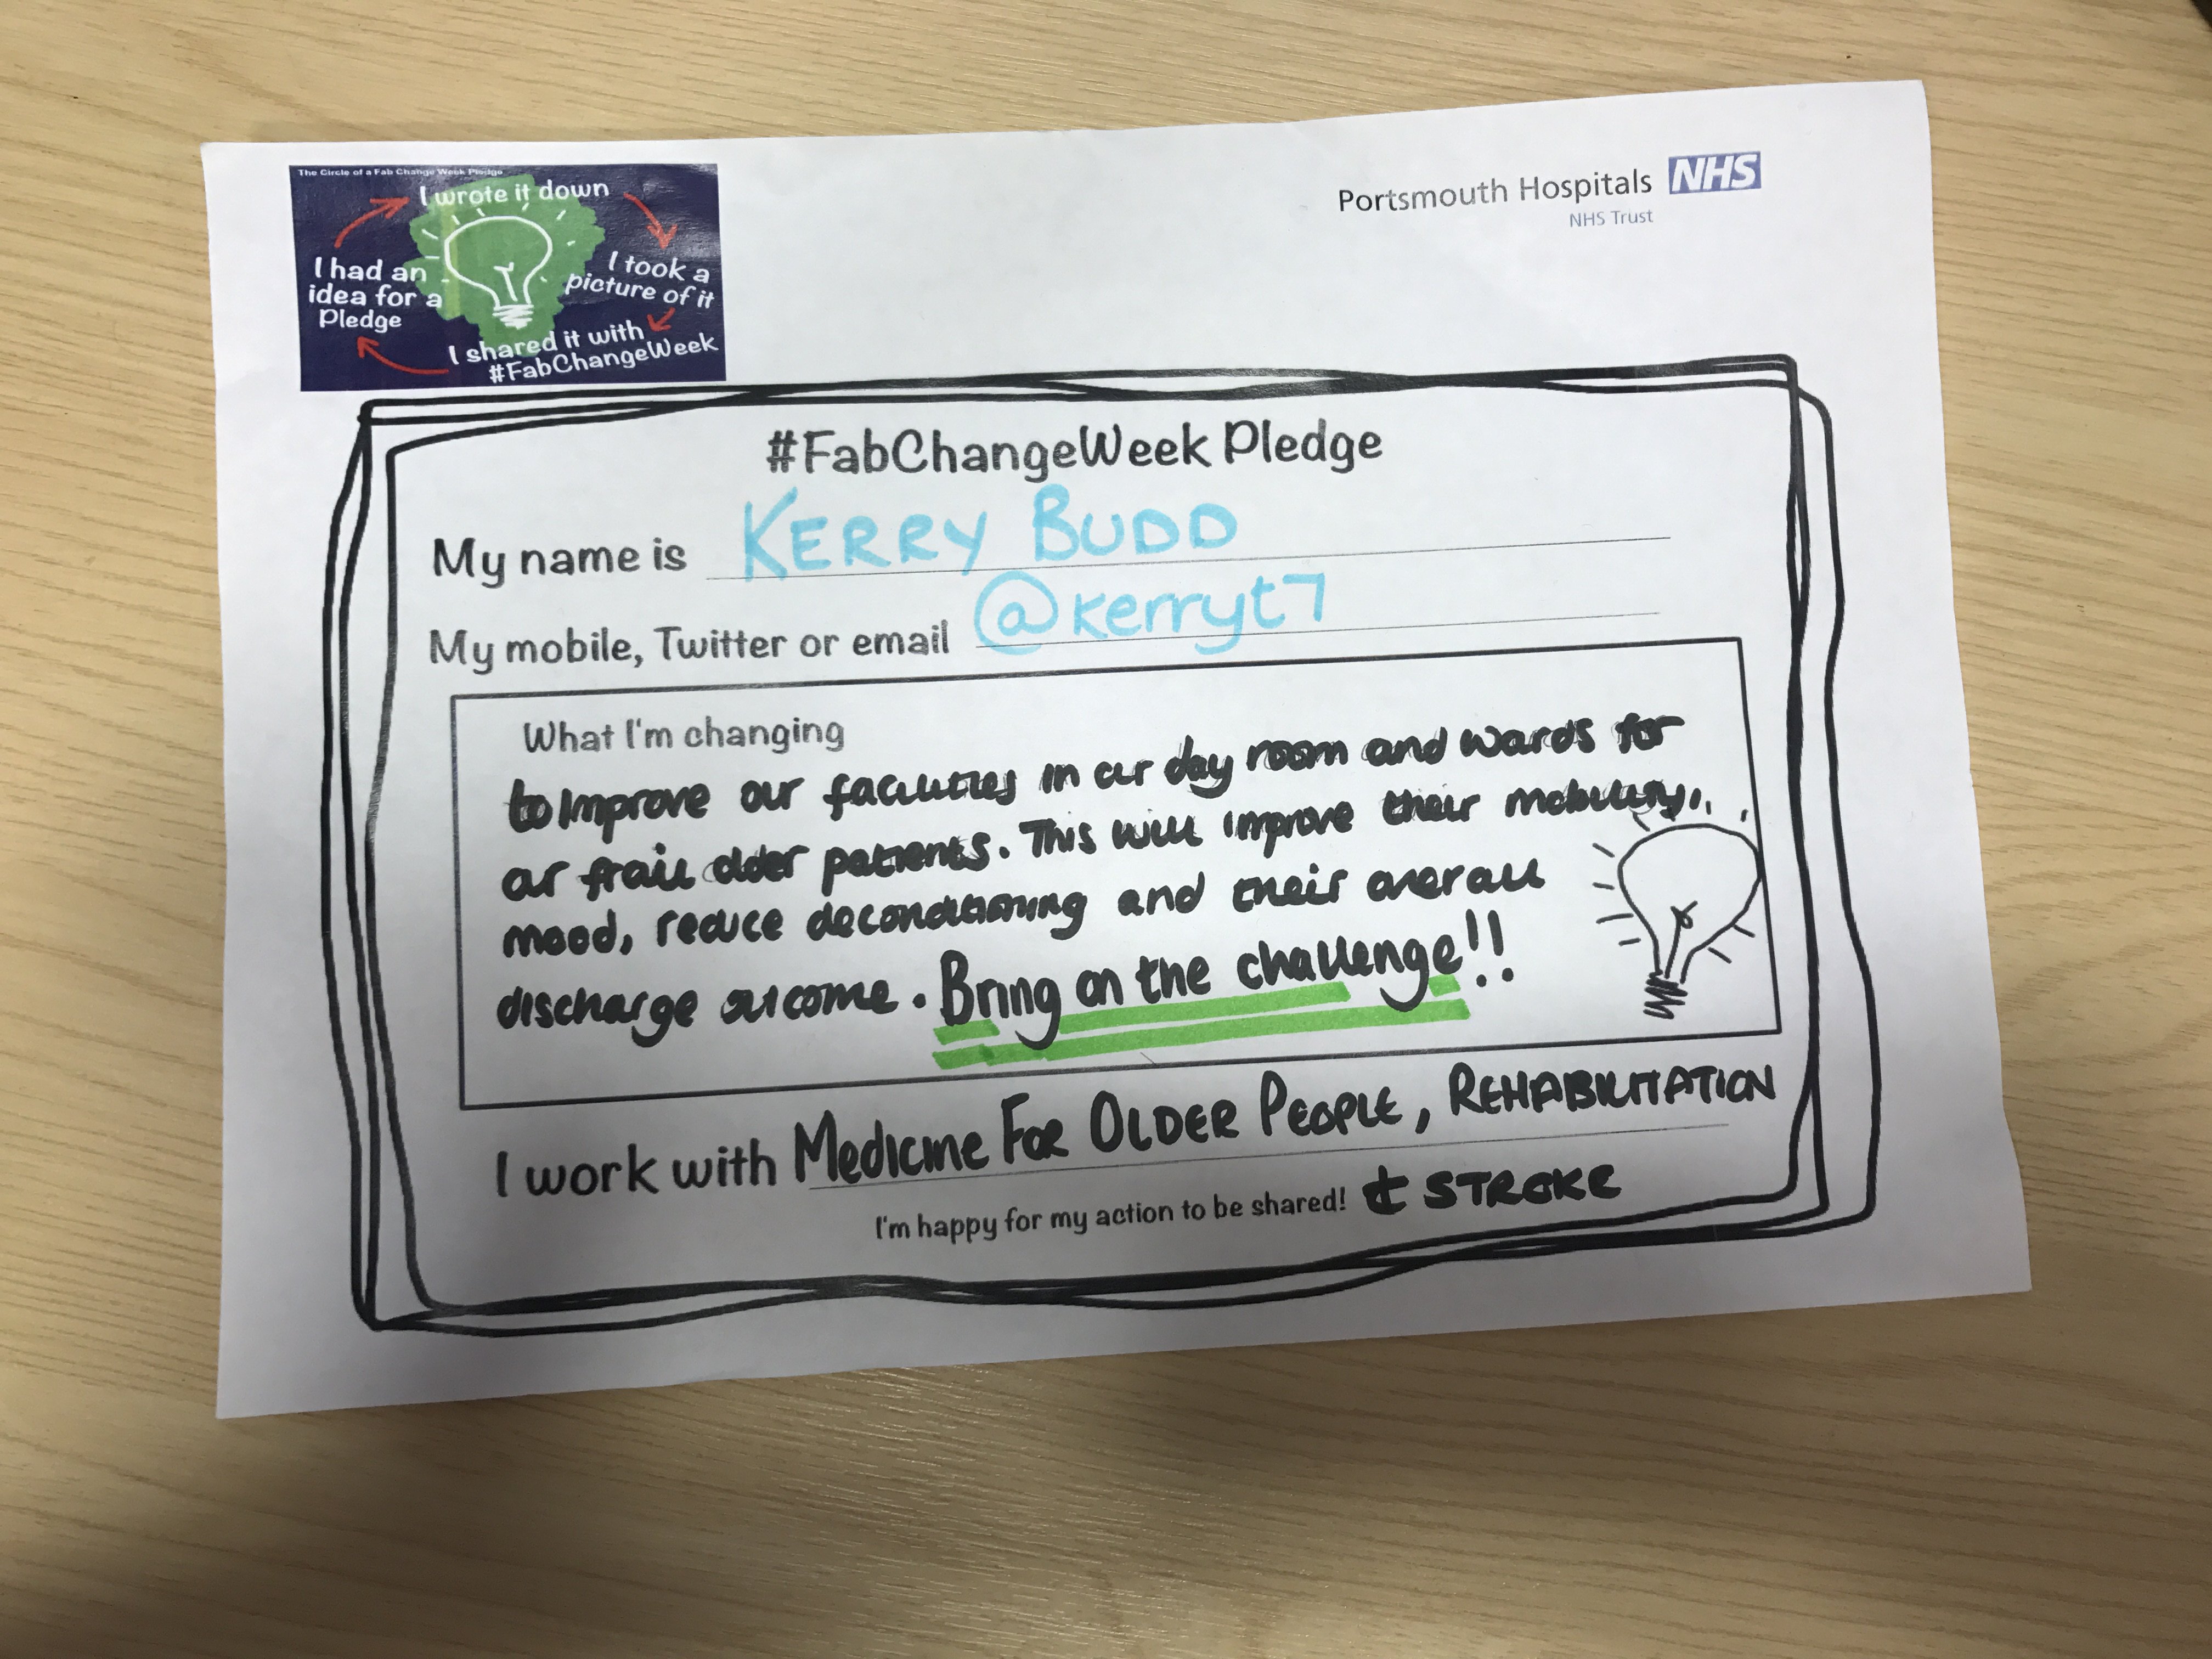 The Circle of a Fab Change Week Pledge
I wrote it down
I took a
picture of it
I shared it with
#FabChangeWeek
I had an
idea for a
Pledge
Portsmouth Hospitals NHS
NHS Trust
#FabChangeWeek Pledge
My name is KERRY BUDD
My mobile, Twitter or email @kerryt7
What I'm changing
to improve our facilities in our day room and wards for
our frail older patients. This will improve their mobility,
mood, reduce deconditioning and their overall
discharge outcome. Bring on the challenge!!
I work with MEDICINE FOR OLDER PEOPLE, REHABILITATION
& STROKE
I'm happy for my action to be shared!